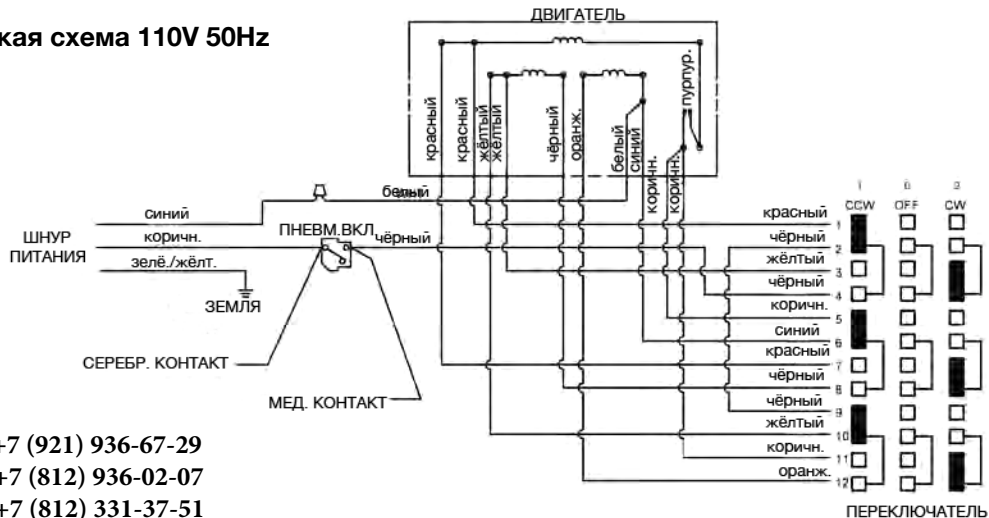 ДВИГАТЕЛЬ
кая схема 110V 50Hz
красный
красный
жёлтый
жёлтый
чёрный
оранж.
белый
синий
коричн.
коричн.
пурпур.
белый
синий
ШНУР
ПИТАНИЯ
коричн.
ПНЕВМ.ВКЛ.
чёрный
зелё./жёлт.
ЗЕМЛЯ
СЕРЕБР. КОНТАКТ
МЕД. КОНТАКТ
CCW OFF CW
красный 1
чёрный 2
жёлтый 3
чёрный 4
коричн. 5
синий 6
красный 7
чёрный 8
чёрный 9
жёлтый 10
коричн. 11
оранж. 12
ПЕРЕКЛЮЧАТЕЛЬ
+7 (921) 936-67-29
+7 (812) 936-02-07
+7 (812) 331-37-51